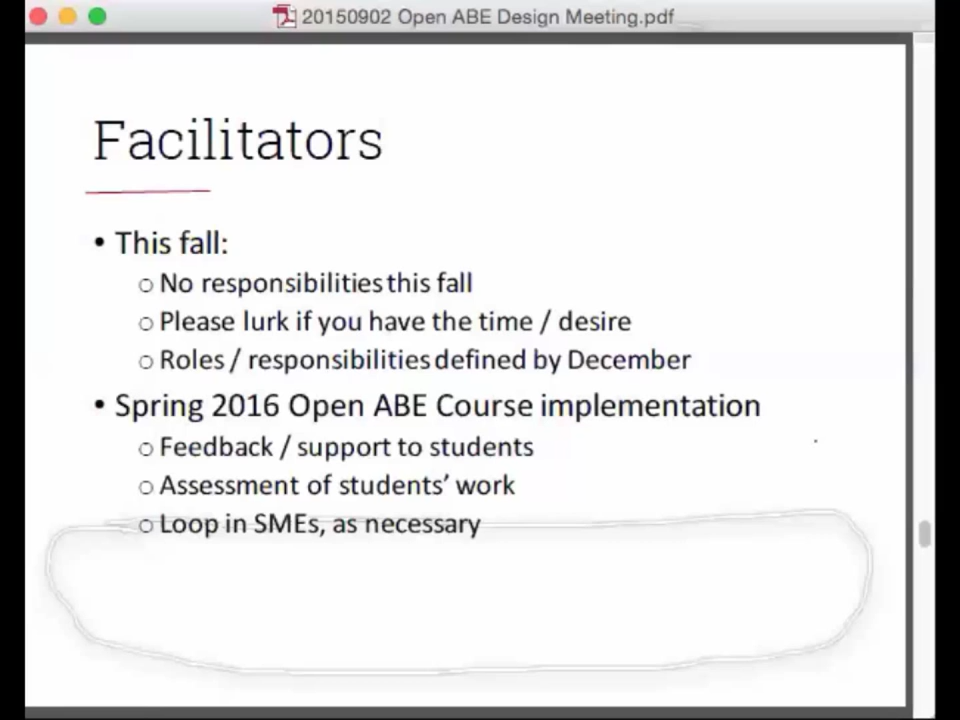 20150902 Open ABE Design Meeting.pdf
Facilitators
• This fall:
o No responsibilities this fall
o Please lurk if you have the time / desire
o Roles / responsibilities defined by December
• Spring 2016 Open ABE Course implementation
o Feedback / support to students
o Assessment of students’ work
o Loop in SMEs, as necessary